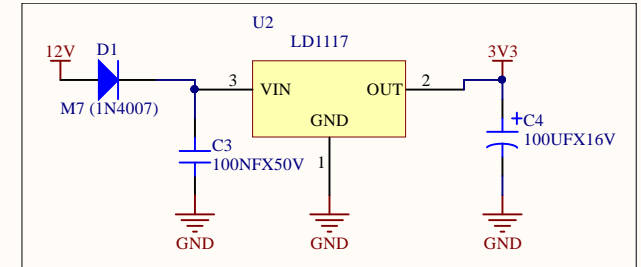 U2
LD1117
12V
D1
3V3
3
VIN
OUT
2
M7 (1N4007)
GND
C3
100NFX50V
1
+
C4
100UFX16V
GND
GND
GND